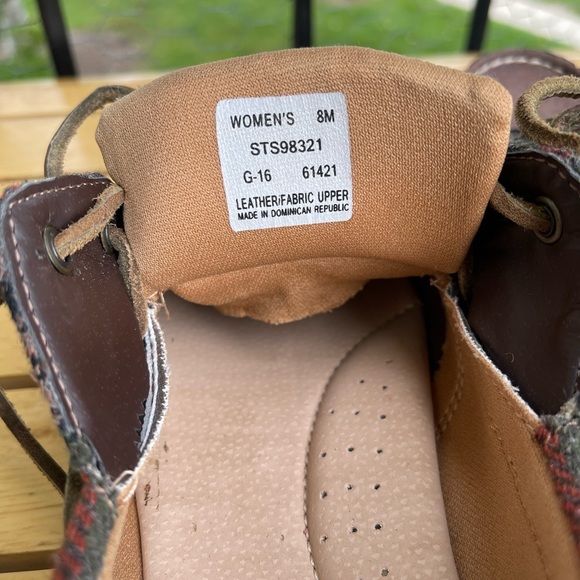 WOMEN'S 8M
STS98321
G-16 61421
LEATHER/FABRIC UPPER
MADE IN DOMINICAN REPUBLIC